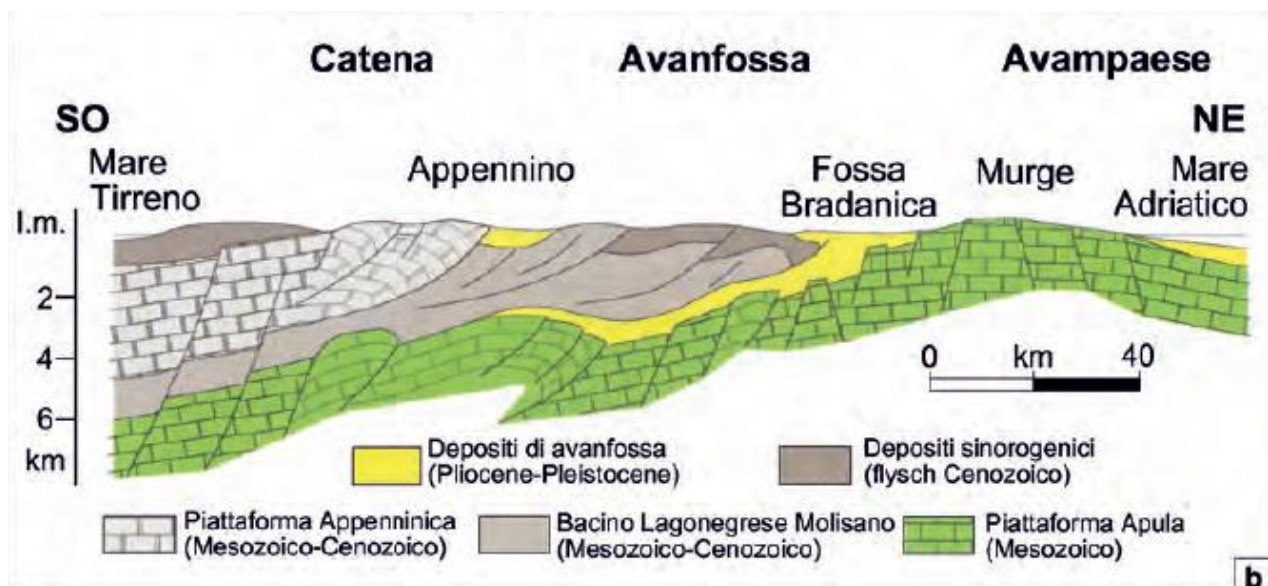 Catena
Avanfossa
Avampaese
SO
NE
Mare
Tirreno
Appennino
Fossa
Bradanica
Murge
Mare
Adriatico
l.m.
2
4
6
km
0 km 40
Depositi di avanfossa
(Pliocene-Pleistocene)
Depositi sinorogenici
(flysch Cenozoico)
Piattaforma Appenninica
(Mesozoico-Cenozoico)
Bacino Lagonegrese Molisano
(Mesozoico-Cenozoico)
Piattaforma Apula
(Mesozoico)
b